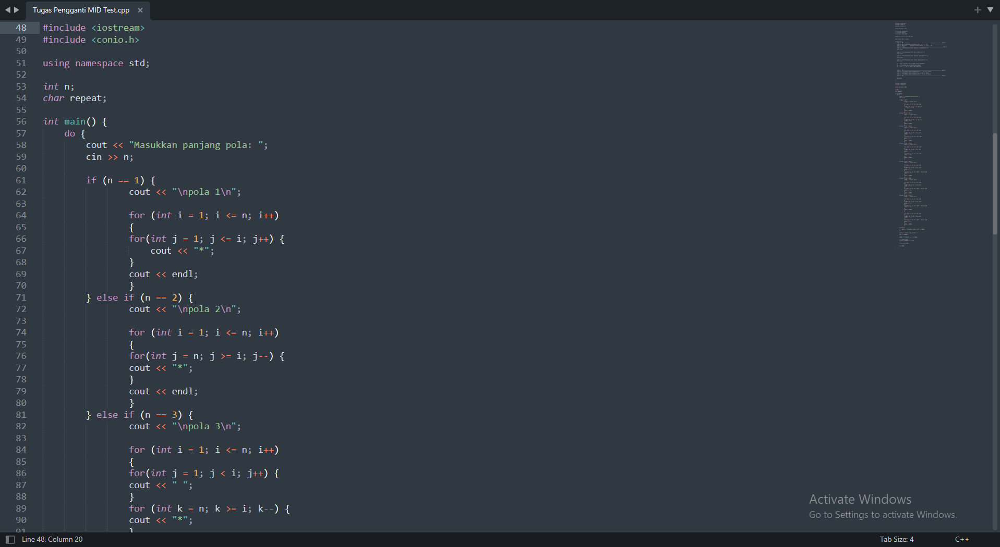 Tugas Pengganti MID Test.cpp ×
48 #include <iostream>
49 #include <conio.h>
50
51 using namespace std;
52
53 int n;
54 char repeat;
55
56 int main() {
57     do {
58         cout << "Masukkan panjang pola: ";
59         cin >> n;
60
61         if (n == 1) {
62                 cout << "\npola 1\n";
63
64                 for (int i = 1; i <= n; i++)
65                 {
66                 for(int j = 1; j <= i; j++) {
67                     cout << "*";
68                 }
69                 cout << endl;
70                 }
71         } else if (n == 2) {
72                 cout << "\npola 2\n";
73
74                 for (int i = 1; i <= n; i++)
75                 {
76                 for(int j = n; j >= i; j--) {
77                 cout << "*";
78                 }
79                 cout << endl;
80                 }
81         } else if (n == 3) {
82                 cout << "\npola 3\n";
83
84                 for (int i = 1; i <= n; i++)
85                 {
86                 for(int j = 1; j < i; j++) {
87                 cout << " ";
88                 }
89                 for (int k = n; k >= i; k--) {
90                 cout << "*";
91                 }
Activate Windows
Go to Settings to activate Windows.
Line 48, Column 20
Tab Size: 4
C++